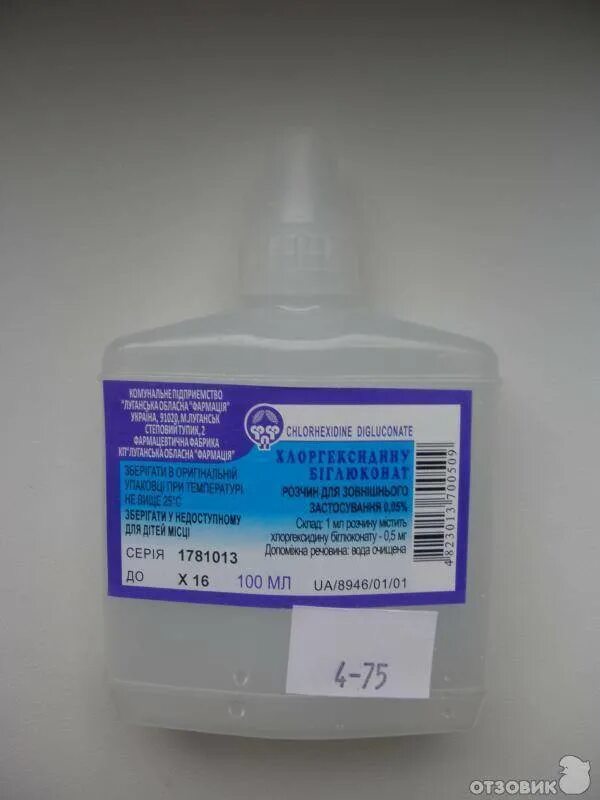 КОМУНАЛЬНЕ ПІДПРИЄМСТВО
"ЛУГАНСЬКА ОБЛАСНА "ФАРМАЦІЯ"
УКРАЇНА, 91020, М.ЛУГАНСЬК
СТЕПОВИЙ ТУПИК, 2
ФАРМАЦЕВТИЧНА ФАБРИКА
КП"ЛУГАНСЬКА ОБЛАСНА "ФАРМАЦІЯ"
ЗБЕРІГАТИ В ОРИГІНАЛЬНІЙ
УПАКОВЦІ ПРИ ТЕМПЕРАТУРІ
НЕ ВИЩЕ 25°С
ЗБЕРІГАТИ У НЕДОСТУПНОМУ
ДЛЯ ДІТЕЙ МІСЦІ
СЕРІЯ 1781013
ДО X 16 100 МЛ
CHLORHEXIDINE DIGLUCONATE
ХЛОРГЕКСИДИНУ
БІГЛЮКОНАТ
РОЗЧИН ДЛЯ ЗОВНІШНЬОГО
ЗАСТОСУВАННЯ 0,05%
Склад: 1 мл розчину містить
хлоргексидину біглюконату - 0,5 мг
Допоміжна речовина: вода очищена
UA/8946/01/01
4823013700509
4-75
ОТЗОВИК